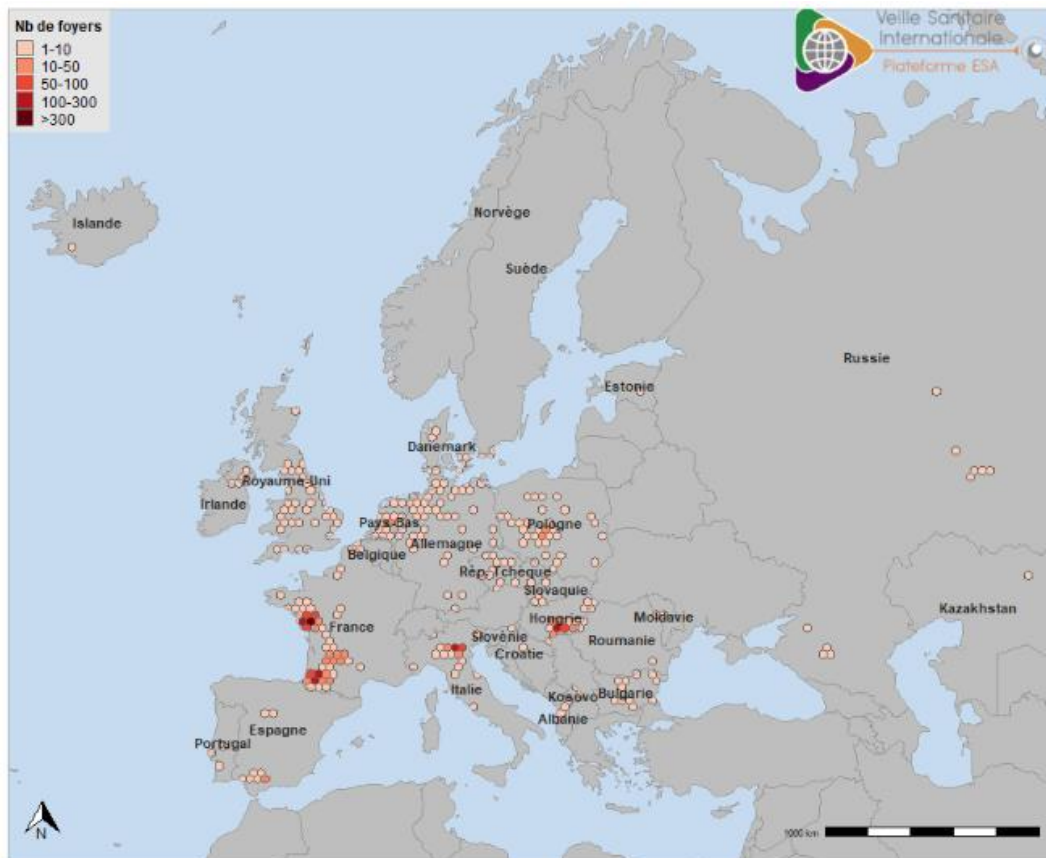 Nb de foyers
1-10
10-50
50-100
100-300
>300
Veille Sanitaire
Internationale
Plateforme ESA
Islande
Norvège
Suède
Russie
Estonie
Danemark
Royaume-Uni
Irlande
Pays-Bas
Pologne
Allemagne
Belgique
Rép. Tchèque
Slovaquie
Kazakhstan
Hongrie
Moldavie
France
Slovénie
Roumanie
Croatie
Italie
Kosovo
Bulgarie
Albanie
Espagne
Portugal
N
1000 km